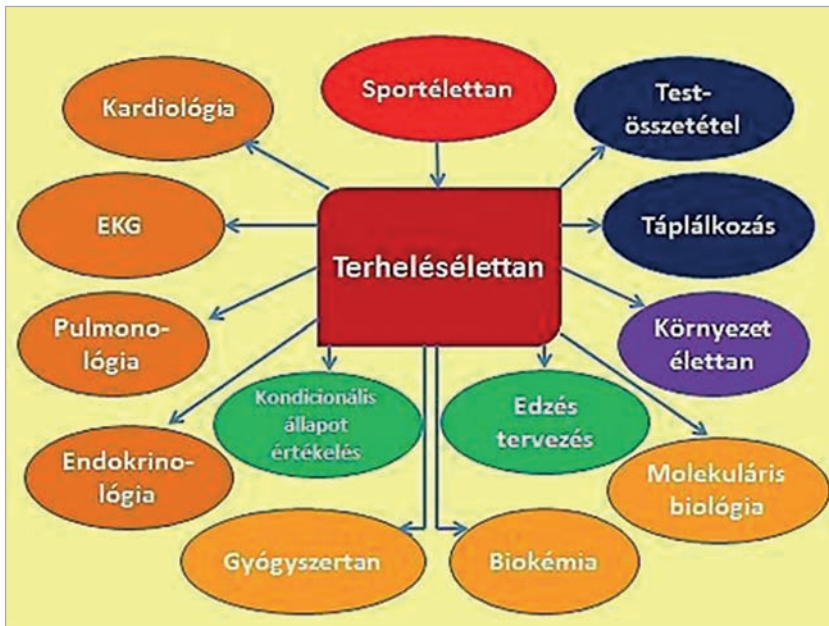 Sportélettan
Kardiológia
Test-
összetétel
EKG
Táplálkozás
Terhelésélettan
Pulmono-
lógia
Környezet
élettan
Kondicionális
állapot
értékelés
Edzés
tervezés
Endokrino-
lógia
Molekuláris
biológia
Gyógyszertan
Biokémia